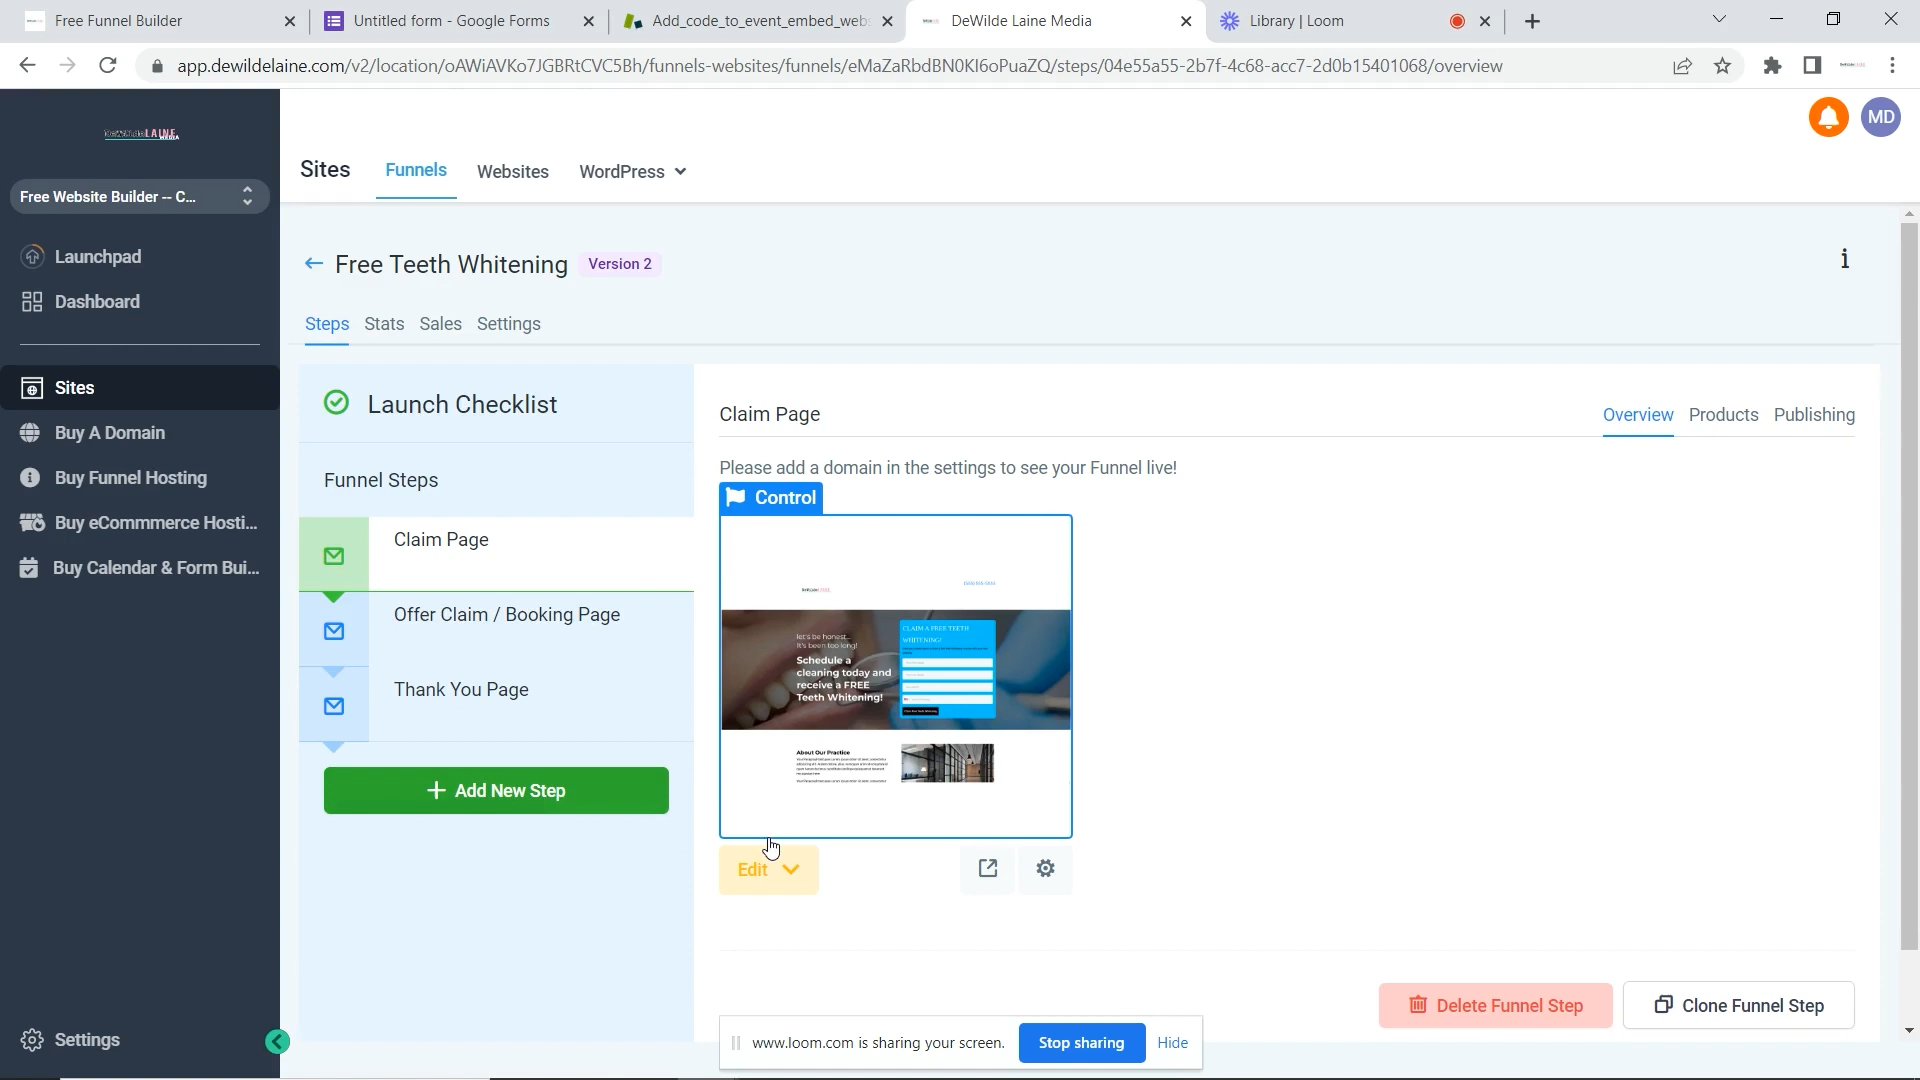 Free Funnel Builder
Untitled form - Google Forms
Add_code_to_event_embed_web
DeWilde Laine Media
Library | Loom
app.dewildelaine.com/v2/location/oAWiAVKo7JGBRtCVC5Bh/funnels-websites/funnels/eMaZaRbdBN0Kl6oPuaZQ/steps/04e55a55-2b7f-4c68-acc7-2d0b15401068/overview
MD
DeWildeLAINE
MEDIA
Sites
Funnels
Websites
WordPress
Free Website Builder -- C...
Launchpad
Dashboard
Sites
Buy A Domain
Buy Funnel Hosting
Buy eCommmerce Hosti...
Buy Calendar & Form Bui...
Settings
Free Teeth Whitening
Version 2
i
Steps
Stats
Sales
Settings
Launch Checklist
Funnel Steps
Claim Page
Offer Claim / Booking Page
Thank You Page
+ Add New Step
Claim Page
Overview
Products
Publishing
Please add a domain in the settings to see your Funnel live!
Control
let's be honest...
It's been too long!
Schedule a
cleaning today and
receive a FREE
Teeth Whitening!
CLAIM A FREE TEETH
WHITENING!
About Our Practice
Edit
Delete Funnel Step
Clone Funnel Step
www.loom.com is sharing your screen.
Stop sharing
Hide